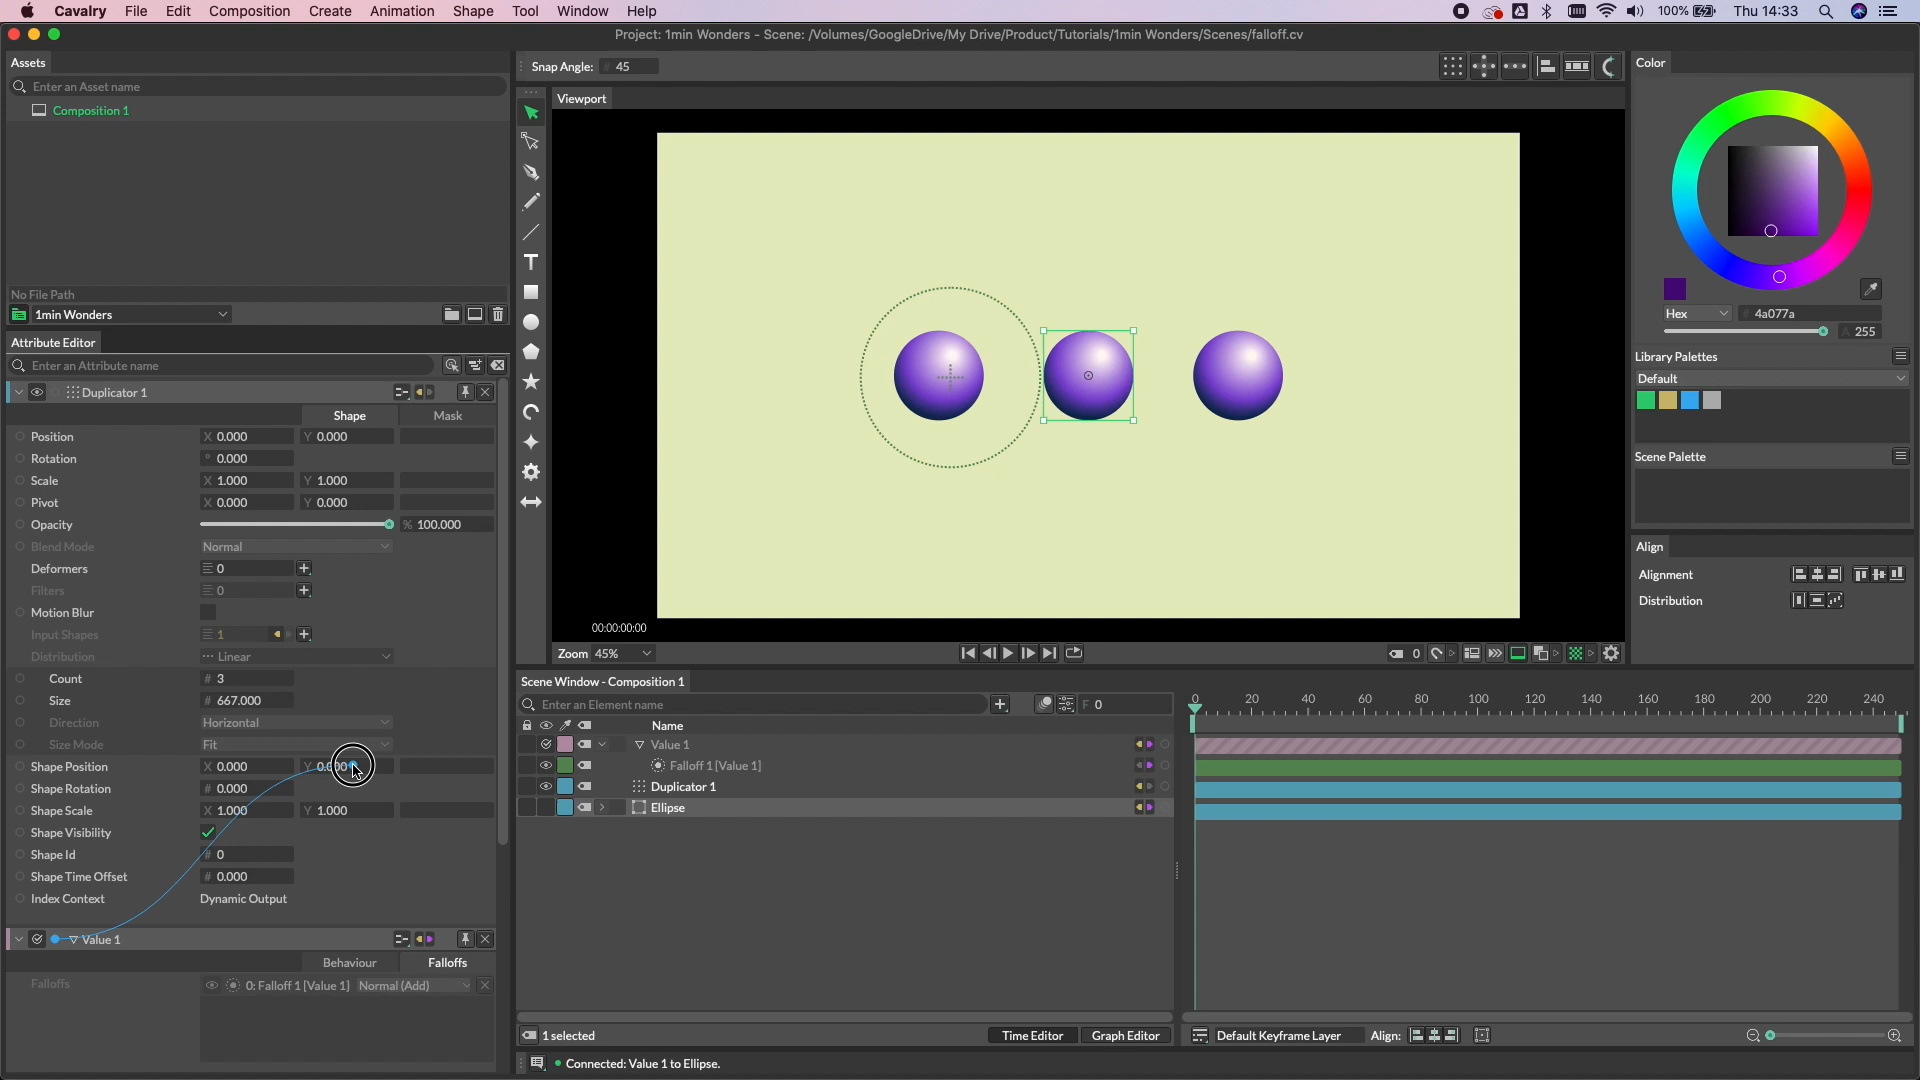 Cavalry File Edit Composition Create Animation Shape Tool Window Help 100% Thu 14:33
Project: 1min Wonders - Scene: /Volumes/GoogleDrive/My Drive/Product/Tutorials/1min Wonders/Scenes/falloff.cv
Assets
Enter an Asset name
Composition 1
No File Path
1min Wonders
Attribute Editor
Enter an Attribute name
Duplicator 1
Shape Mask
Position X 0.000 Y 0.000
Rotation ° 0.000
Scale X 1.000 Y 1.000
Pivot X 0.000 Y 0.000
Opacity % 100.000
Blend Mode Normal
Deformers 0
Filters 0
Motion Blur
Input Shapes 1
Distribution Linear
Count # 3
Size # 667.000
Direction Horizontal
Size Mode Fit
Shape Position X 0.000 Y 0.000
Shape Rotation # 0.000
Shape Scale X 1.000 Y 1.000
Shape Visibility
Shape Id # 0
Shape Time Offset # 0.000
Index Context Dynamic Output
Value 1
Behaviour Falloffs
Falloffs 0: Falloff 1 [Value 1] Normal (Add)
Snap Angle: # 45
Viewport
00:00:00:00
Zoom 45% 0
Scene Window - Composition 1
Enter an Element name F 0
Name
Value 1
Falloff 1 [Value 1]
Duplicator 1
Ellipse
0 20 40 60 80 100 120 140 160 180 200 220 240
1 selected Time Editor Graph Editor Default Keyframe Layer Align:
Connected: Value 1 to Ellipse.
Color
Hex # 4a077a
A 255
Library Palettes
Default
Scene Palette
Align
Alignment
Distribution